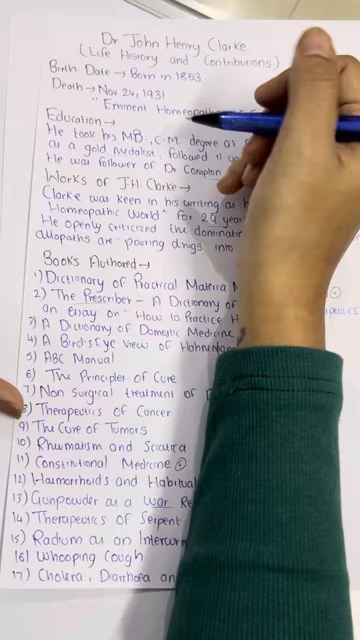 Dr John Henry Clarke
(Life History and Contributions)
Birth Date → Born in 1853
Death → Nov 24, 1931
"Eminent Homeopath
Education →
He took his MB, C.M. degree at
as a gold medalist, followed
He was follower of Dr Compton
Works of J.H. Clarke →
Clarke was keen in his writing as
Homeopathic World" for 29 year
He openly criticized the dominate
allopaths are pouring drugs into
Books Authored →
1) Dictionary of Practical Materia M
2) The Prescriber - A Dictionary of
an essay on "How to Practice H
3) A Dictionary of Domestic Medicine
4) A Bird's Eye view of Hahnemann
5) ABC Manual
6) The Principles of Cure
7) Non Surgical treatment of
8) Therapeutics of Cancer
9) The Cure of Tumors
10) Rheumatism and Sciatica
11) Constitutional Medicine
12) Haemorrhoids and Habitual
13) Gunpowder as a War Re
14) Therapeutics of Serpent
15) Radium as an Internal
16) Whooping Cough
17) Cholera, Diarrhoea an